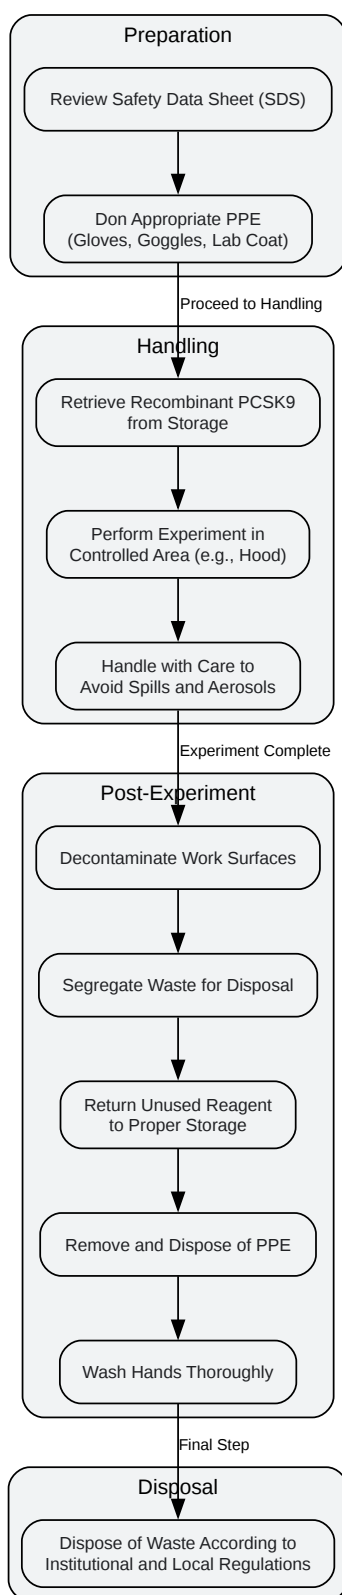 Preparation
Review Safety Data Sheet (SDS)
Don Appropriate PPE
(Gloves, Goggles, Lab Coat)
Proceed to Handling
Handling
Retrieve Recombinant PCSK9
from Storage
Perform Experiment in
Controlled Area (e.g., Hood)
Handle with Care to
Avoid Spills and Aerosols
Experiment Complete
Post-Experiment
Decontaminate Work Surfaces
Segregate Waste for Disposal
Return Unused Reagent
to Proper Storage
Remove and Dispose of PPE
Wash Hands Thoroughly
Final Step
Disposal
Dispose of Waste According to
Institutional and Local Regulations